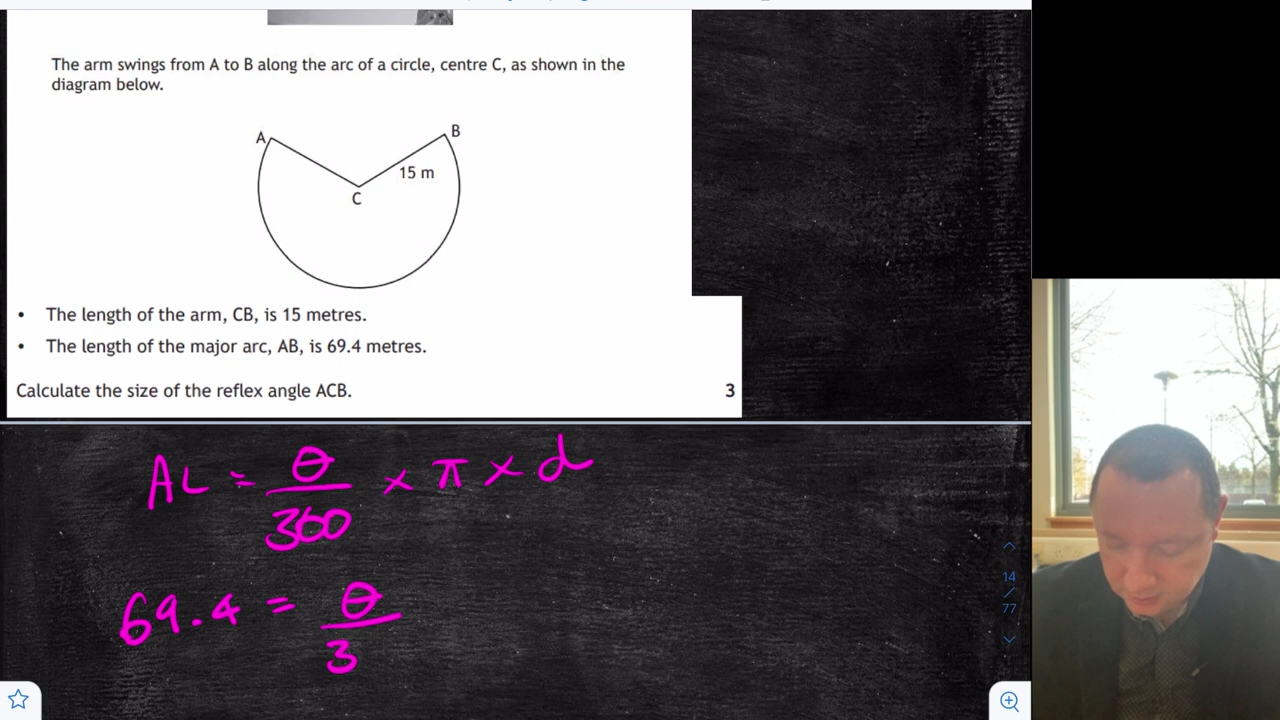 The arm swings from A to B along the arc of a circle, centre C, as shown in the
diagram below.
A
B
15 m
C
• The length of the arm, CB, is 15 metres.
• The length of the major arc, AB, is 69.4 metres.
Calculate the size of the reflex angle ACB.
3
AL = θ/360 × π × d
69.4 = θ/3
14
/
77